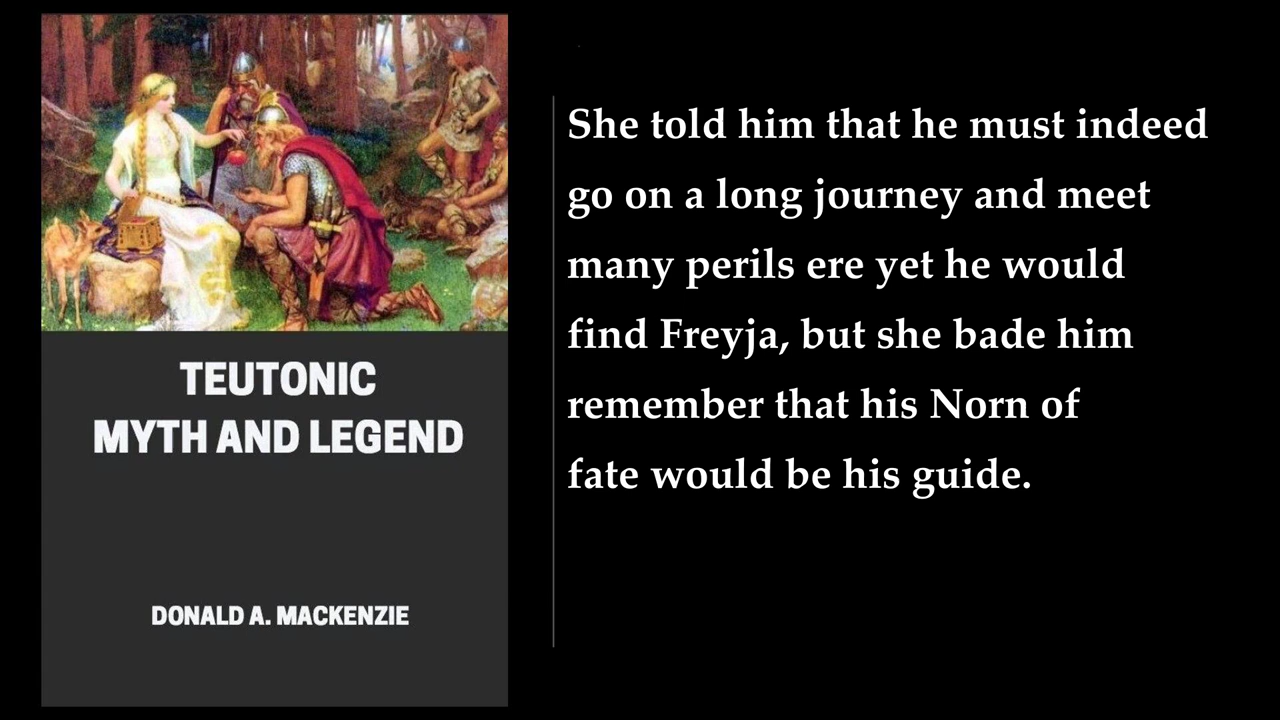 TEUTONIC
MYTH AND LEGEND
DONALD A. MACKENZIE
She told him that he must indeed
go on a long journey and meet
many perils ere yet he would
find Freyja, but she bade him
remember that his Norn of
fate would be his guide.